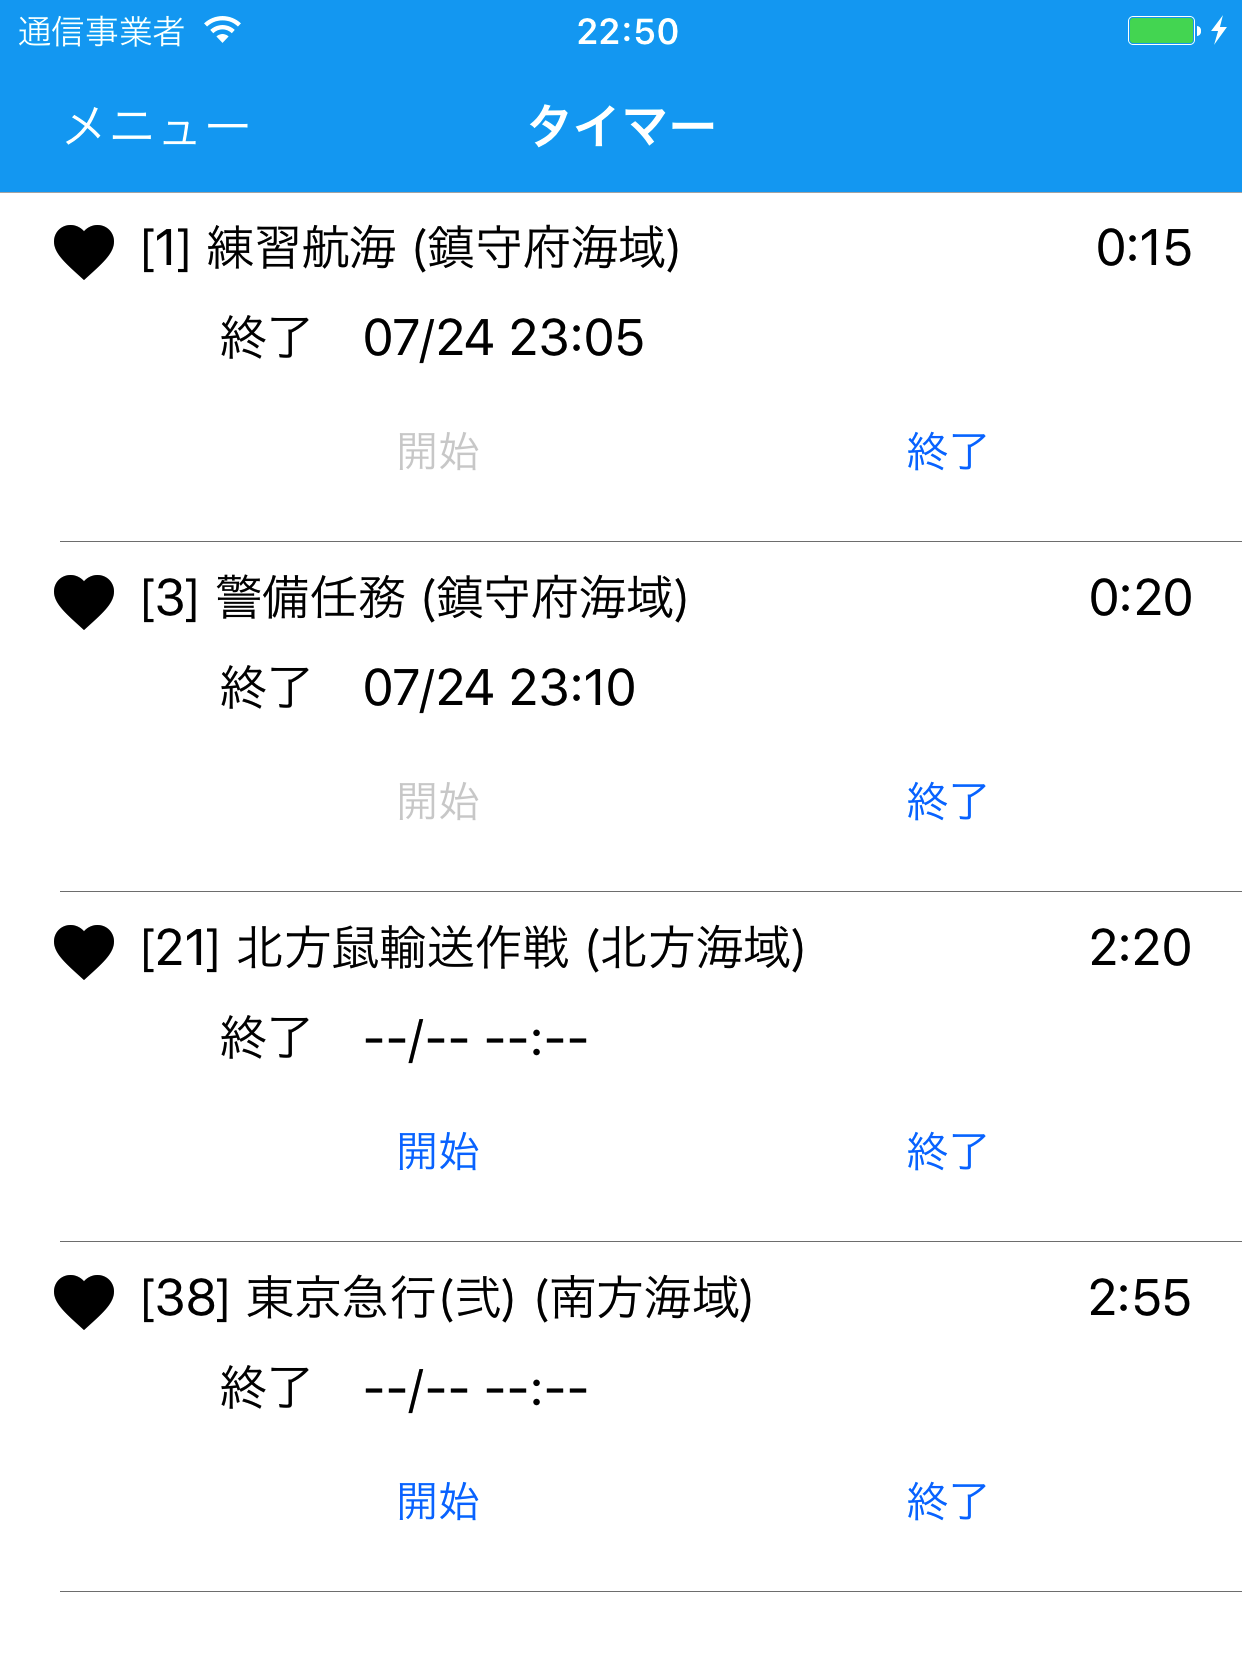 通信事業者 22:50
メニュー タイマー
[1] 練習航海 (鎮守府海域) 0:15
終了 07/24 23:05
開始 終了
[3] 警備任務 (鎮守府海域) 0:20
終了 07/24 23:10
開始 終了
[21] 北方鼠輸送作戦 (北方海域) 2:20
終了 --/-- --:--
開始 終了
[38] 東京急行(弐) (南方海域) 2:55
終了 --/-- --:--
開始 終了